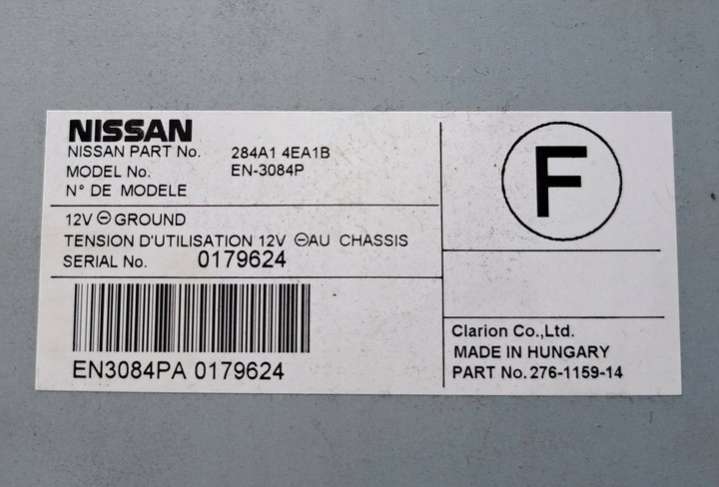 NISSAN
NISSAN PART No. 284A1 4EA1B
MODEL No. EN-3084P
N° DE MODELE
12V ⊖ GROUND
TENSION D'UTILISATION 12V ⊖AU CHASSIS
SERIAL No. 0179624
EN3084PA 0179624
F
Clarion Co.,Ltd.
MADE IN HUNGARY
PART No. 276-1159-14